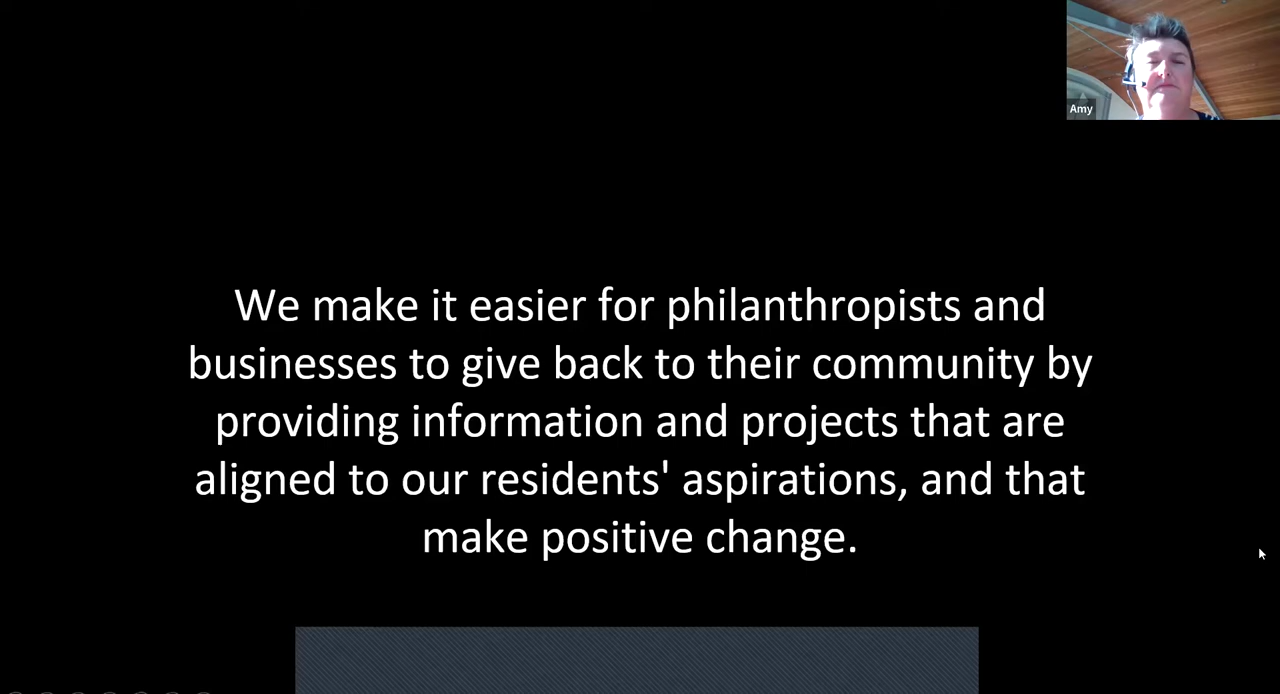 Amy
We make it easier for philanthropists and
businesses to give back to their community by
providing information and projects that are
aligned to our residents' aspirations, and that
make positive change.